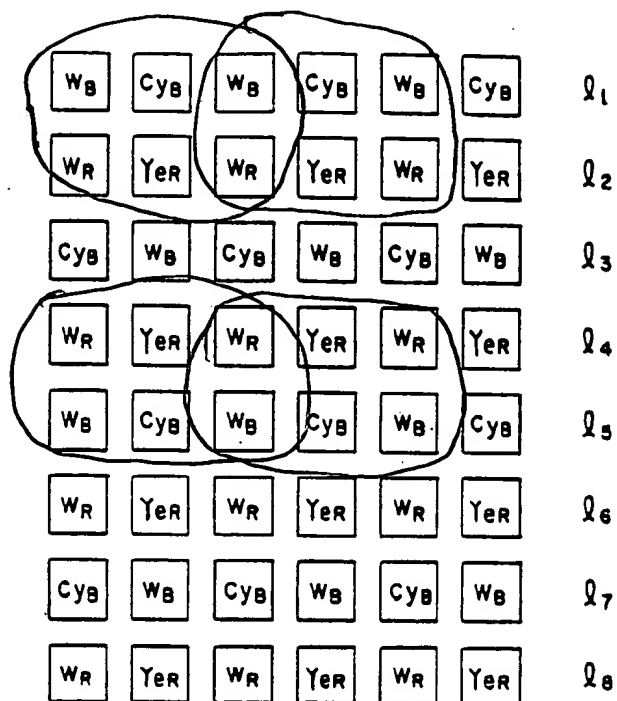 WB CyB WB CyB WB CyB ℓ1
WR YeR WR YeR WR YeR ℓ2
CyB WB CyB WB CyB WB ℓ3
WR YeR WR YeR WR YeR ℓ4
WB CyB WB CyB WB CyB ℓ5
WR YeR WR YeR WR YeR ℓ6
CyB WB CyB WB CyB WB ℓ7
WR YeR WR YeR WR YeR ℓ8